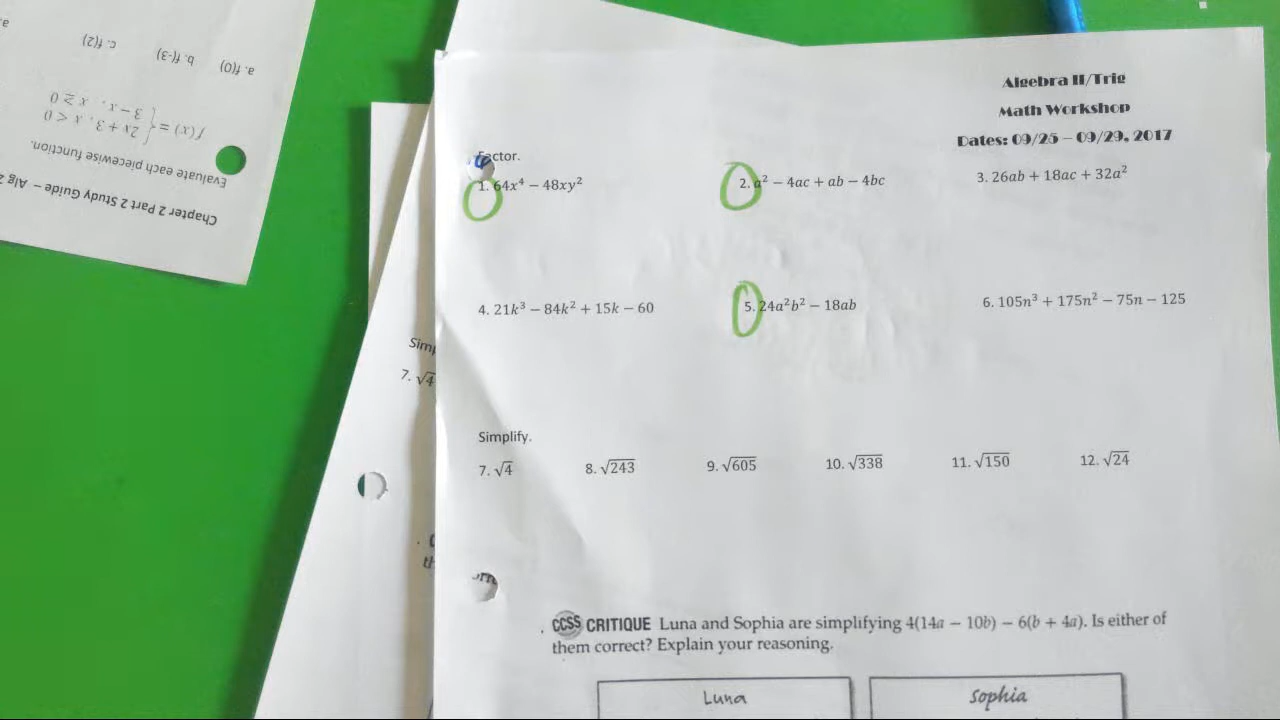 Algebra II/Trig
Math Workshop
Dates: 09/25 – 09/29, 2017
Factor.
1. 64x⁴ − 48xy²
2. a² − 4ac + ab − 4bc
3. 26ab + 18ac + 32a²
4. 21k³ − 84k² + 15k − 60
5. 24a²b² − 18ab
6. 105n³ + 175n² − 75n − 125
Simplify.
7. √4
8. √243
9. √605
10. √338
11. √150
12. √24
CCSS CRITIQUE Luna and Sophia are simplifying 4(14a − 10b) − 6(b + 4a). Is either of
them correct? Explain your reasoning.
Luna
Sophia
Chapter 2 Part 2 Study Guide – Alg 2
Evaluate each piecewise function.
f(x) = { 2x + 3, x < 0
3 − x, x ≥ 0
a. f(0) b. f(-3) c. f(2)
7. √4